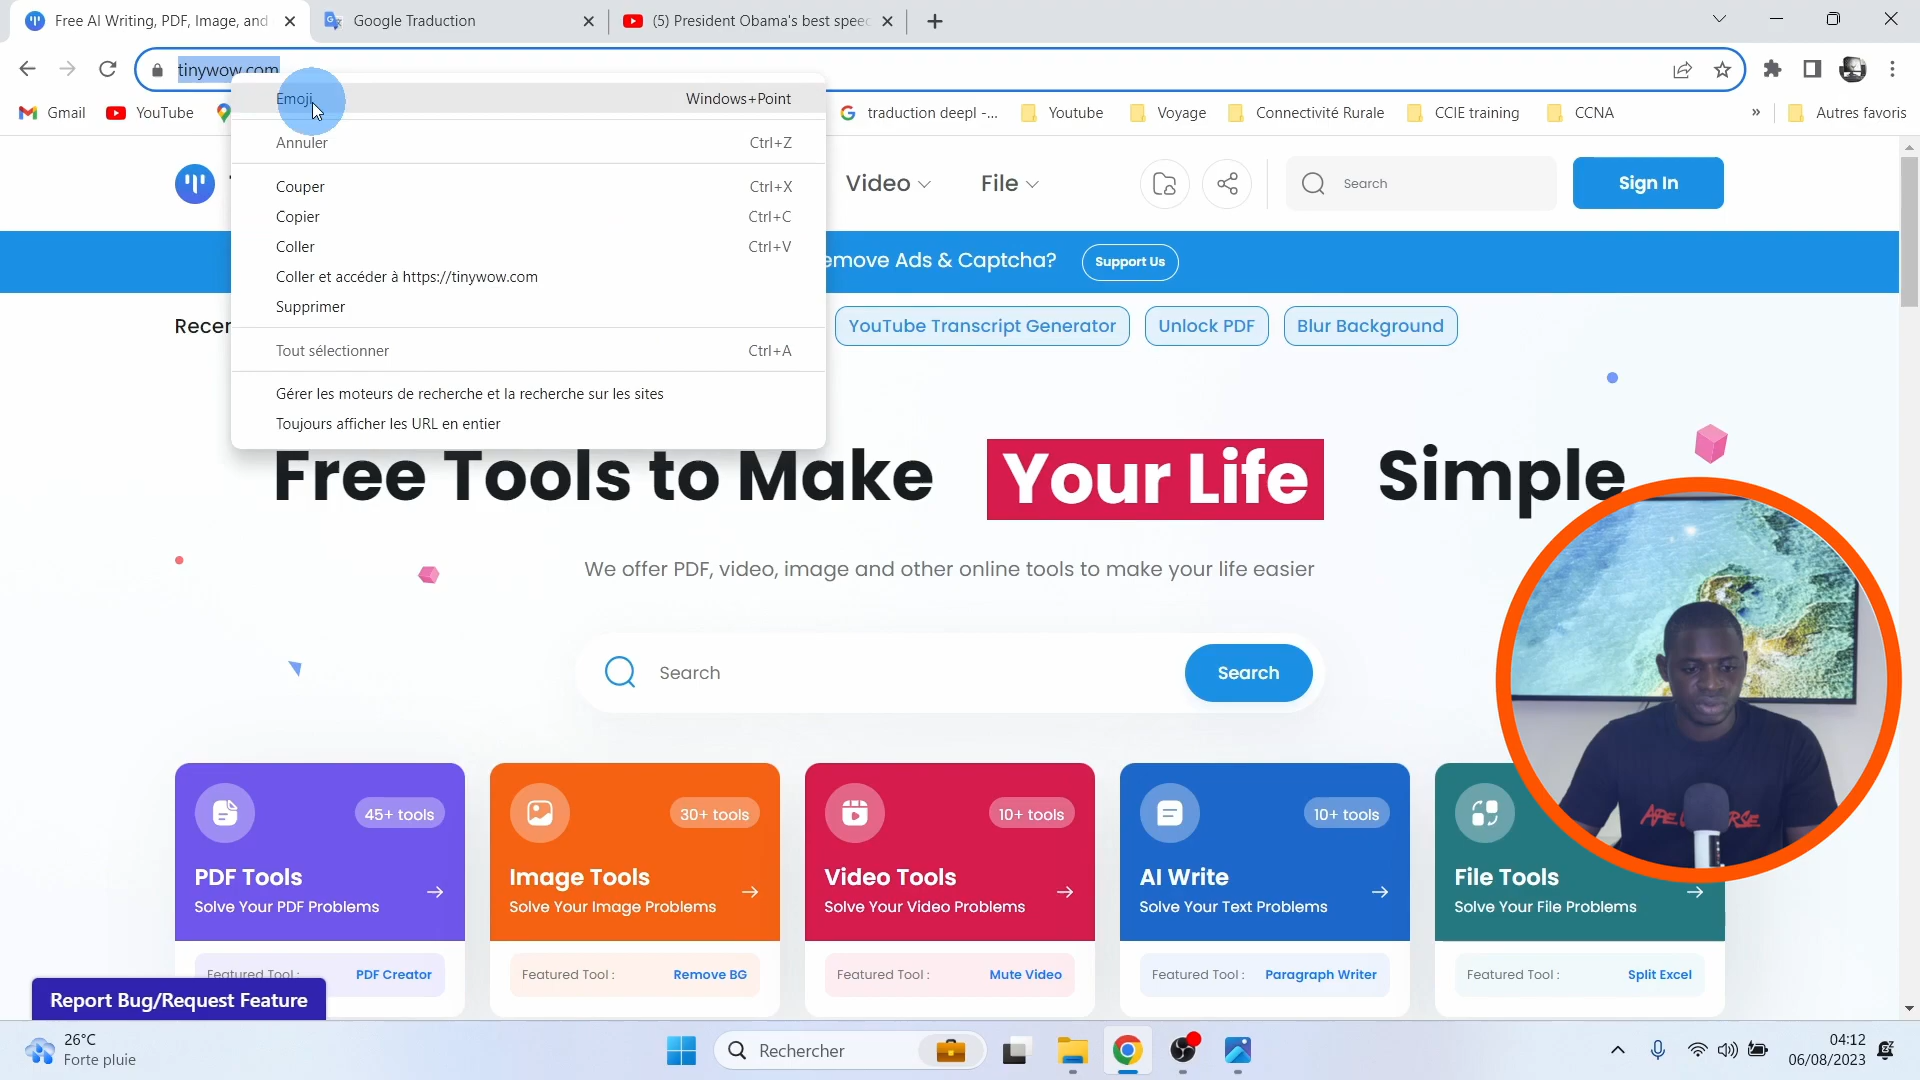 Free AI Writing, PDF, Image, and
Google Traduction
(5) President Obama's best speec
tinywow.com
Gmail
YouTube
traduction deepl -...
Youtube
Voyage
Connectivité Rurale
CCIE training
CCNA
»
Autres favoris
Emoji Windows+Point
Annuler Ctrl+Z
Couper Ctrl+X
Copier Ctrl+C
Coller Ctrl+V
Coller et accéder à https://tinywow.com
Supprimer
Tout sélectionner Ctrl+A
Gérer les moteurs de recherche et la recherche sur les sites
Toujours afficher les URL en entier
Video
File
Search
Sign In
emove Ads & Captcha?
Support Us
Recer
YouTube Transcript Generator
Unlock PDF
Blur Background
Free Tools to Make Your Life Simple
We offer PDF, video, image and other online tools to make your life easier
Search
Search
45+ tools
PDF Tools
Solve Your PDF Problems
Featured Tool :
PDF Creator
30+ tools
Image Tools
Solve Your Image Problems
Featured Tool :
Remove BG
10+ tools
Video Tools
Solve Your Video Problems
Featured Tool :
Mute Video
10+ tools
AI Write
Solve Your Text Problems
Featured Tool :
Paragraph Writer
File Tools
Solve Your File Problems
Featured Tool :
Split Excel
Report Bug/Request Feature
26°C
Forte pluie
Rechercher
04:12
06/08/2023